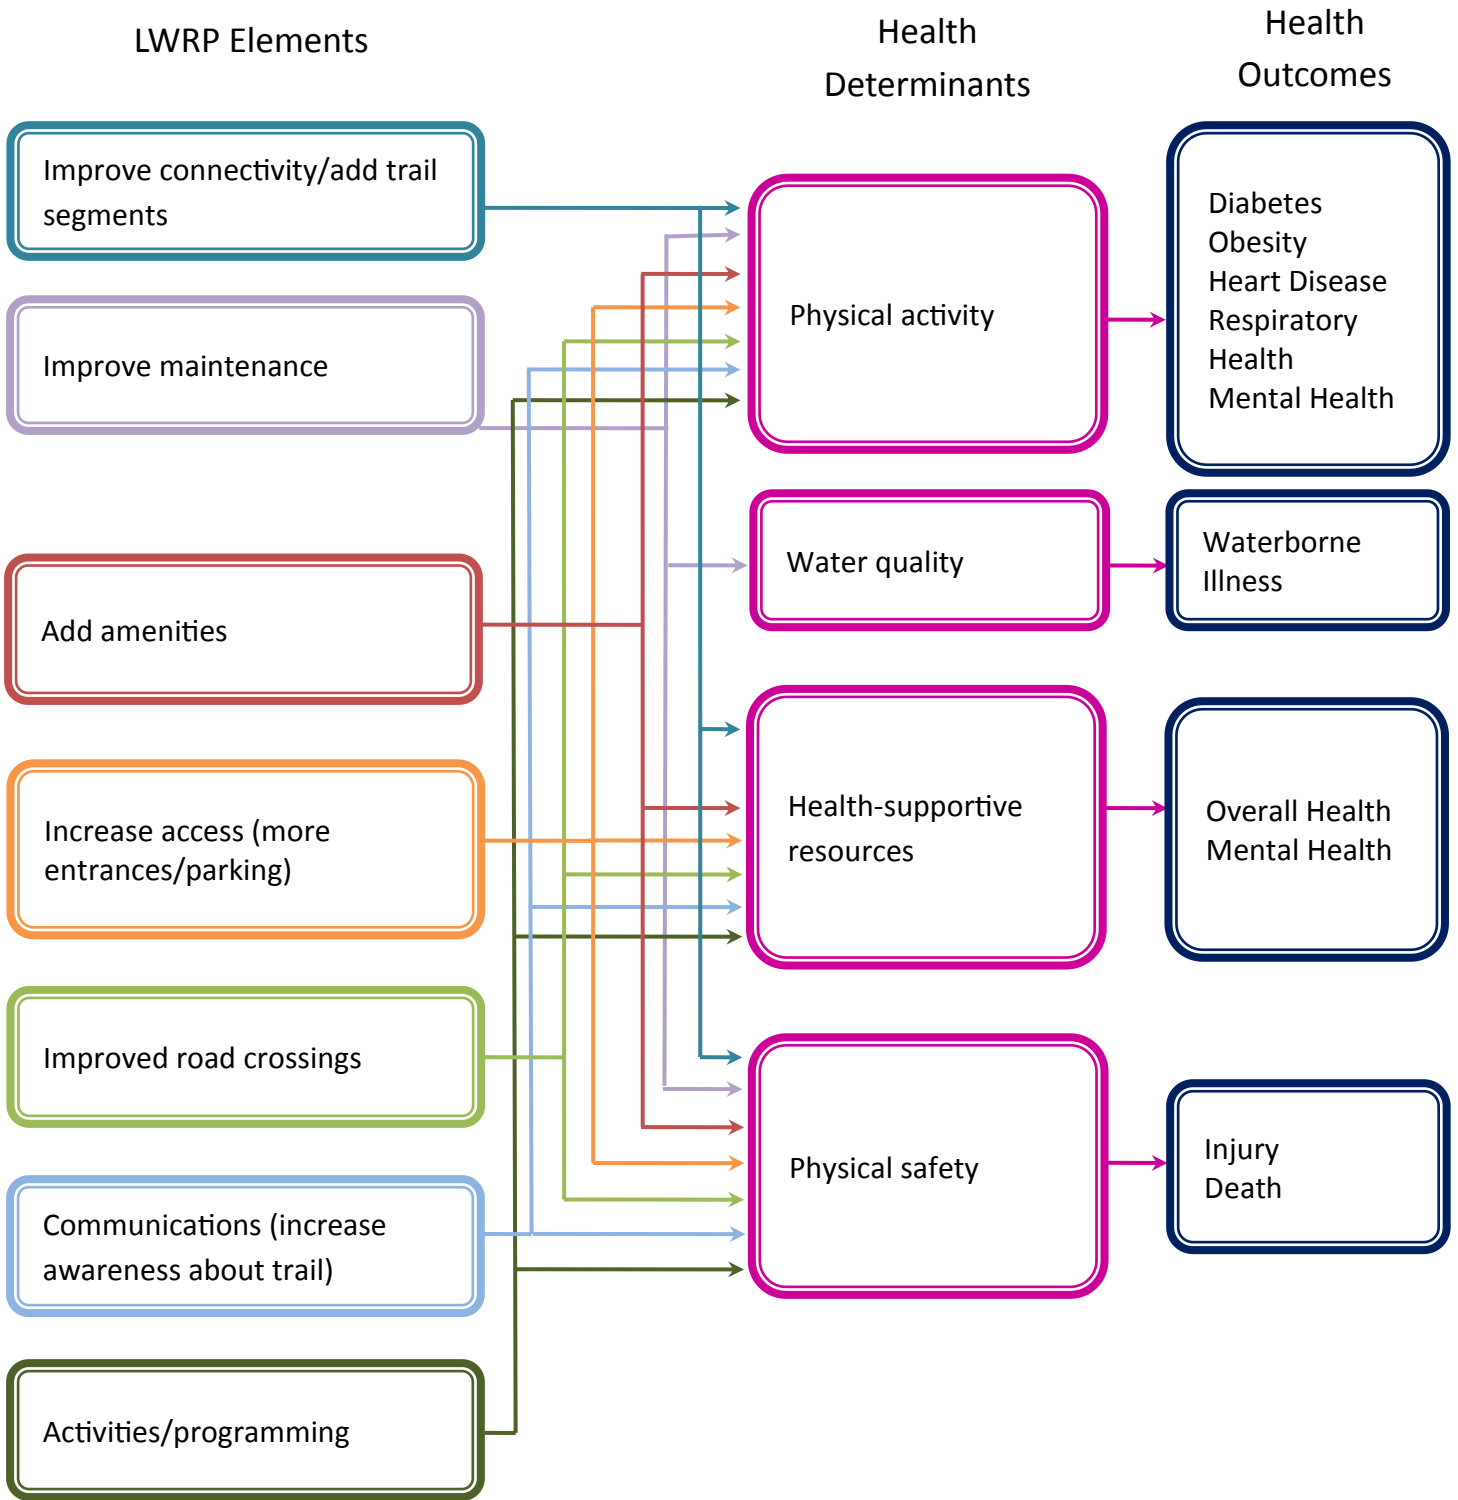 LWRP Elements
Health
Determinants
Health
Outcomes
Improve connectivity/add trail
segments
Improve maintenance
Add amenities
Increase access (more
entrances/parking)
Improved road crossings
Communications (increase
awareness about trail)
Activities/programming
Physical activity
Water quality
Health-supportive
resources
Physical safety
Diabetes
Obesity
Heart Disease
Respiratory
Health
Mental Health
Waterborne
Illness
Overall Health
Mental Health
Injury
Death